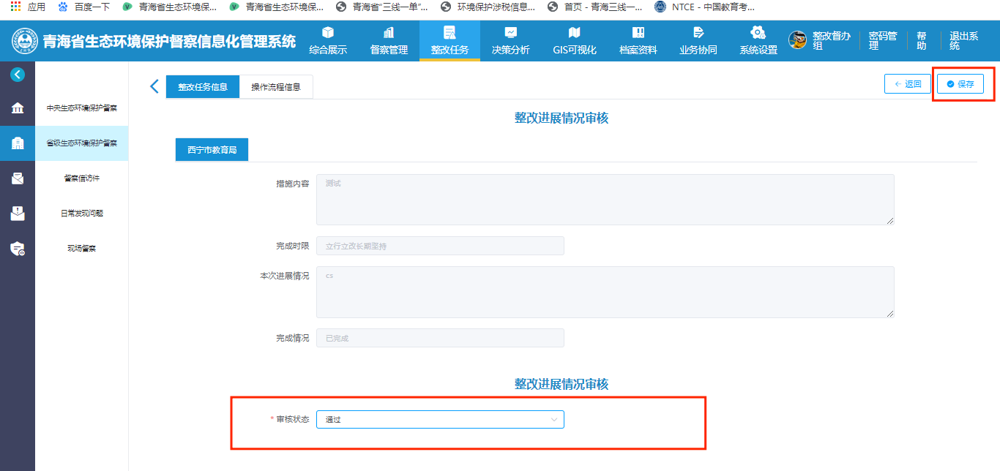 应用 百度一下 青海省生态环境保... 青海省生态环境保... 青海省"三线一单"... 环境保护涉税信息... 首页 - 青海三线一... NTCE - 中国教育考...
青海省生态环境保护督察信息化管理系统
综合展示 督察管理 整改任务 决策分析 GIS可视化 档案资料 业务协同 系统设置
整改督办
组
密码管
理
帮
助
退出系
统
中央生态环境保护督察
省级生态环境保护督察
督察信访件
日常发现问题
现场督察
整改任务信息 操作流程信息
返回 保存
整改进展情况审核
西宁市教育局
措施内容 测试
完成时限 立行立改长期坚持
本次进展情况 cs
完成情况 已完成
整改进展情况审核
* 审核状态 通过